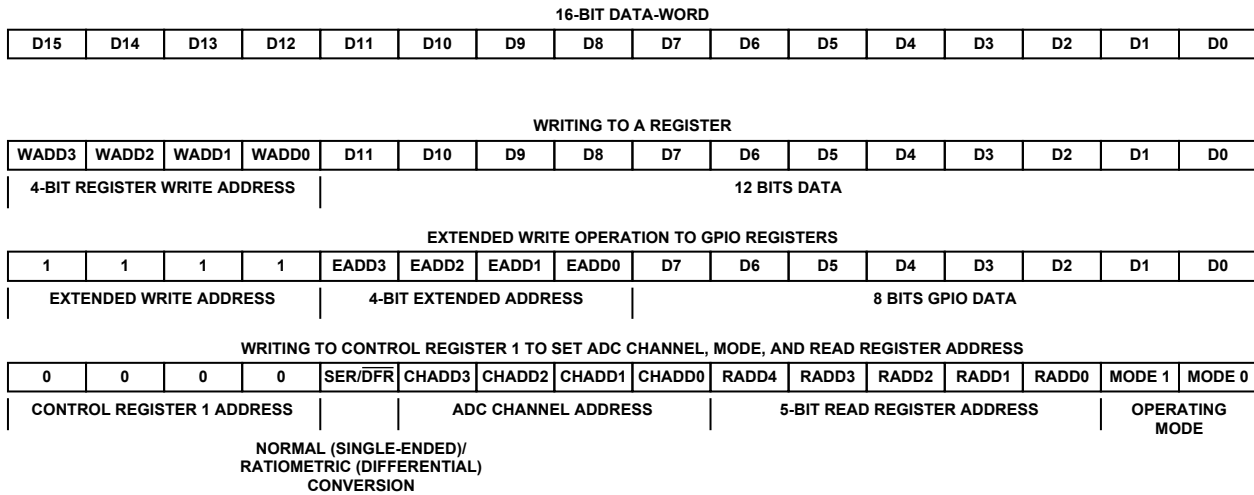 16-BIT DATA-WORD
D15 D14 D13 D12 D11 D10 D9 D8 D7 D6 D5 D4 D3 D2 D1 D0
WRITING TO A REGISTER
WADD3 WADD2 WADD1 WADD0 D11 D10 D9 D8 D7 D6 D5 D4 D3 D2 D1 D0
4-BIT REGISTER WRITE ADDRESS 12 BITS DATA
EXTENDED WRITE OPERATION TO GPIO REGISTERS
1 1 1 1 EADD3 EADD2 EADD1 EADD0 D7 D6 D5 D4 D3 D2 D1 D0
EXTENDED WRITE ADDRESS 4-BIT EXTENDED ADDRESS 8 BITS GPIO DATA
WRITING TO CONTROL REGISTER 1 TO SET ADC CHANNEL, MODE, AND READ REGISTER ADDRESS
0 0 0 0 SER/D̅F̅R̅ CHADD3 CHADD2 CHADD1 CHADD0 RADD4 RADD3 RADD2 RADD1 RADD0 MODE 1 MODE 0
CONTROL REGISTER 1 ADDRESS ADC CHANNEL ADDRESS 5-BIT READ REGISTER ADDRESS OPERATING
MODE
NORMAL (SINGLE-ENDED)/
RATIOMETRIC (DIFFERENTIAL)
CONVERSION